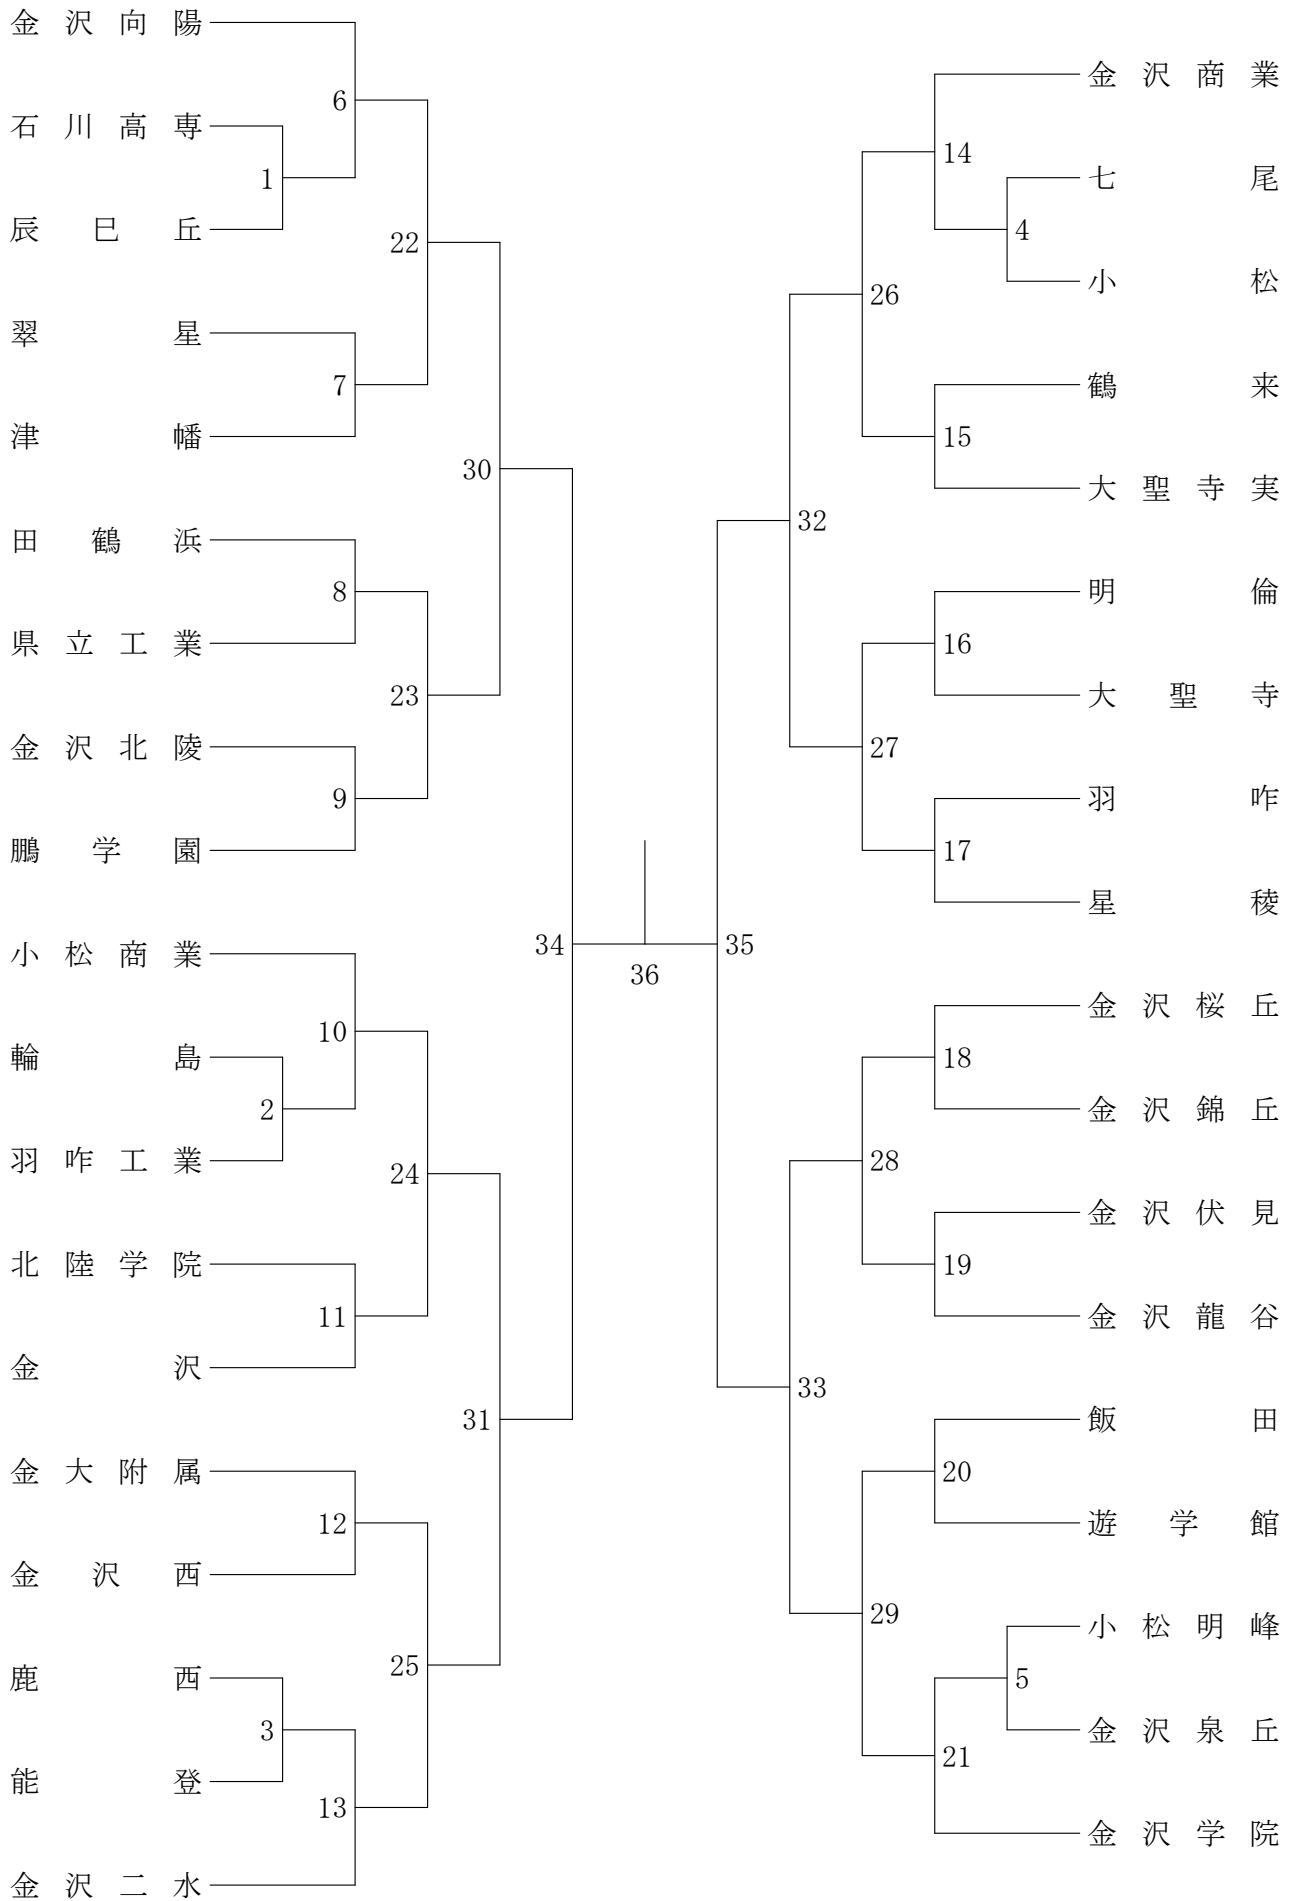 金沢向陽
石川高専
辰巳丘
翠星
津幡
田鶴浜
県立工業
金沢北陵
鵬学園
小松商業
輪島
羽咋工業
北陸学院
金沢
金大附属
金沢西
鹿西
能登
金沢二水
1
2
3
6
7
8
9
10
11
12
13
22
23
24
25
30
31
34
36
35
32
33
26
27
28
29
14
15
16
17
18
19
20
21
4
5
金沢商業
七尾
小松
鶴来
大聖寺実
明倫
大聖寺
羽咋
星稜
金沢桜丘
金沢錦丘
金沢伏見
金沢龍谷
飯田
遊学館
小松明峰
金沢泉丘
金沢学院